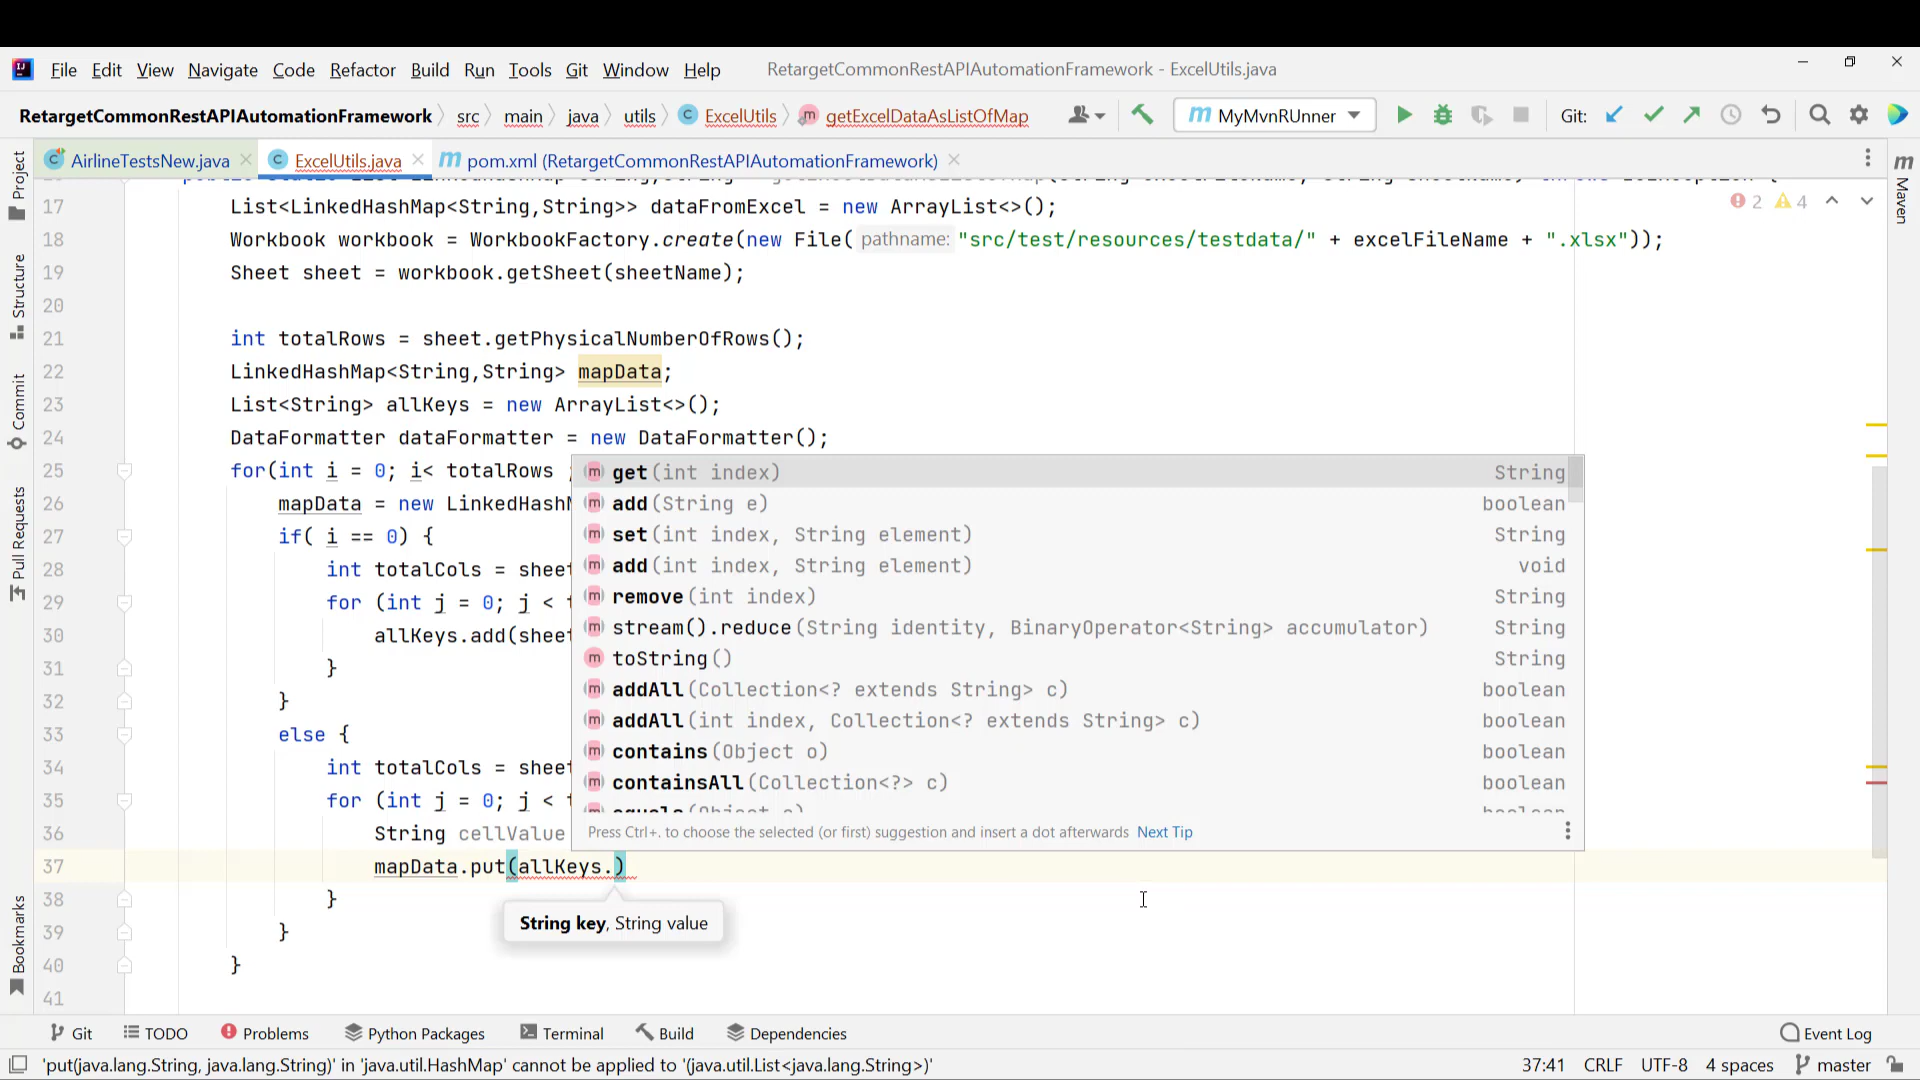 File Edit View Navigate Code Refactor Build Run Tools Git Window Help RetargetCommonRestAPIAutomationFramework - ExcelUtils.java
RetargetCommonRestAPIAutomationFramework src main java utils ExcelUtils getExcelDataAsListOfMap MyMvnRUnner Git:
AirlineTestsNew.java ExcelUtils.java pom.xml (RetargetCommonRestAPIAutomationFramework)
Project
Structure
Commit
Pull Requests
Bookmarks
Maven
2 4
17 List<LinkedHashMap<String,String>> dataFromExcel = new ArrayList<>();
18 Workbook workbook = WorkbookFactory.create(new File( pathname: "src/test/resources/testdata/" + excelFileName + ".xlsx"));
19 Sheet sheet = workbook.getSheet(sheetName);
20
21 int totalRows = sheet.getPhysicalNumberOfRows();
22 LinkedHashMap<String,String> mapData;
23 List<String> allKeys = new ArrayList<>();
24 DataFormatter dataFormatter = new DataFormatter();
25 for(int i = 0; i< totalRows ;
26 mapData = new LinkedHash
27 if( i == 0) {
28 int totalCols = sheet
29 for (int j = 0; j <
30 allKeys.add(sheet
31 }
32 }
33 else {
34 int totalCols = sheet
35 for (int j = 0; j <
36 String cellValue
37 mapData.put(allKeys.)
38 }
39 }
40 }
41
get(int index) String
add(String e) boolean
set(int index, String element) String
add(int index, String element) void
remove(int index) String
stream().reduce(String identity, BinaryOperator<String> accumulator) String
toString() String
addAll(Collection<? extends String> c) boolean
addAll(int index, Collection<? extends String> c) boolean
contains(Object o) boolean
containsAll(Collection<?> c) boolean
Press Ctrl+. to choose the selected (or first) suggestion and insert a dot afterwards Next Tip
String key, String value
Git TODO Problems Python Packages Terminal Build Dependencies Event Log
'put(java.lang.String, java.lang.String)' in 'java.util.HashMap' cannot be applied to '(java.util.List<java.lang.String>)' 37:41 CRLF UTF-8 4 spaces master